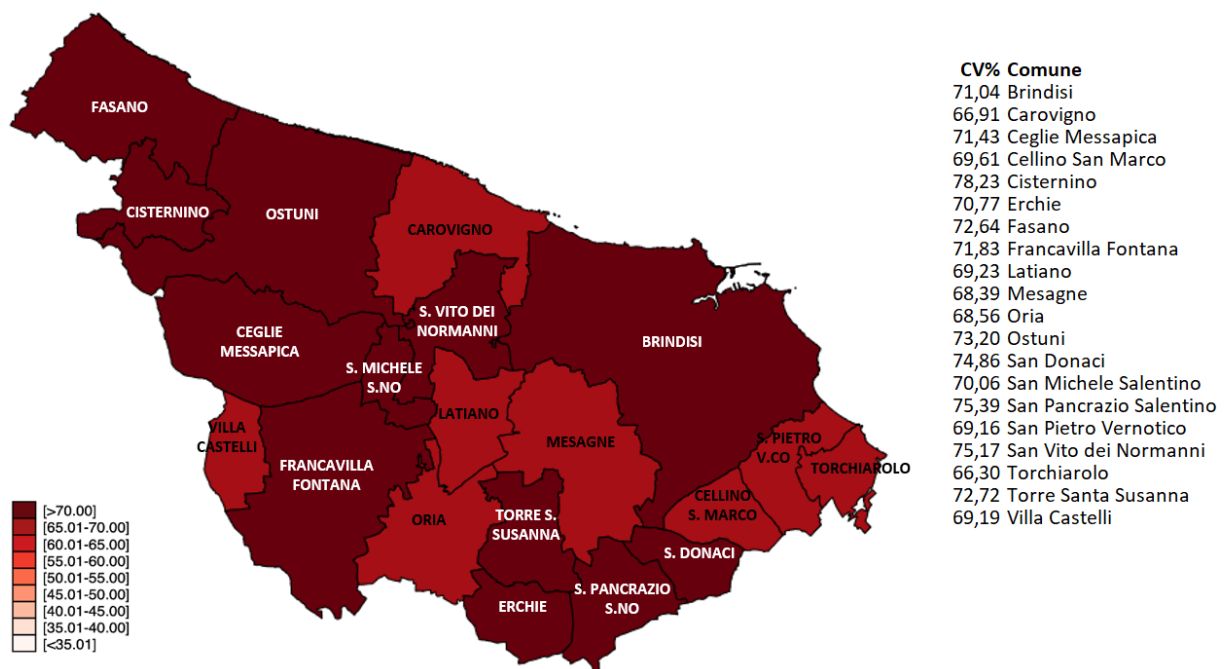 FASANO
CISTERNINO
OSTUNI
CAROVIGNO
S. VITO DEI
NORMANNI
BRINDISI
CEGLIE
MESSAPICA
S. MICHELE
S.NO
LATIANO
MESAGNE
VILLA
CASTELLI
FRANCAVILLA
FONTANA
S. PIETRO
V.CO
TORCHIAROLO
CELLINO
S. MARCO
ORIA
TORRE S.
SUSANNA
S. DONACI
S. PANCRAZIO
S.NO
ERCHIE
[>70.00]
[65.01-70.00]
[60.01-65.00]
[55.01-60.00]
[50.01-55.00]
[45.01-50.00]
[40.01-45.00]
[35.01-40.00]
[<35.01]
CV% Comune
71,04 Brindisi
66,91 Carovigno
71,43 Ceglie Messapica
69,61 Cellino San Marco
78,23 Cisternino
70,77 Erchie
72,64 Fasano
71,83 Francavilla Fontana
69,23 Latiano
68,39 Mesagne
68,56 Oria
73,20 Ostuni
74,86 San Donaci
70,06 San Michele Salentino
75,39 San Pancrazio Salentino
69,16 San Pietro Vernotico
75,17 San Vito dei Normanni
66,30 Torchiarolo
72,72 Torre Santa Susanna
69,19 Villa Castelli